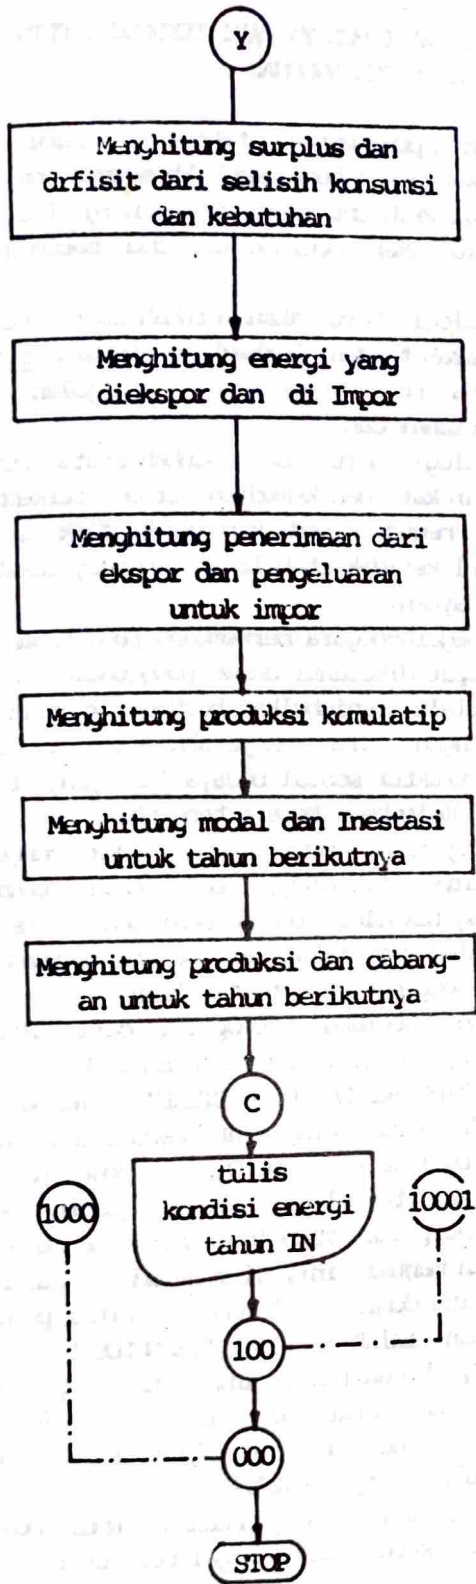 Y
Menghitung surplus dan
drfisit dari selisih konsumsi
dan kebutuhan
Menghitung energi yang
diekspor dan di Impor
Menghitung penerimaan dari
ekspor dan pengeluaran
untuk impor
Menghitung produksi komulatip
Menghitung modal dan Inestasi
untuk tahun berikutnya
Menghitung produksi dan cabang-
an untuk tahun berikutnya
C
tulis
kondisi energi
tahun IN
1000
10001
100
000
STOP